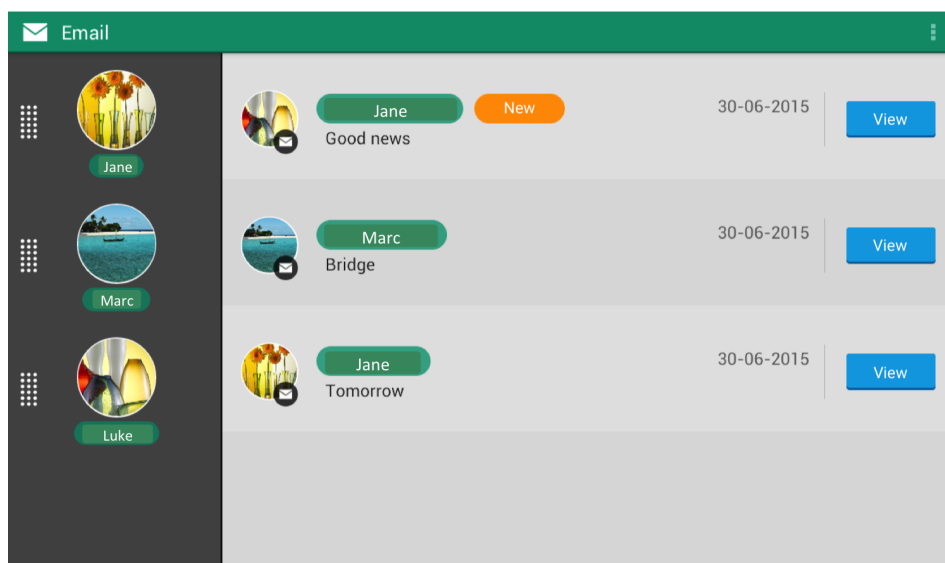 Email
Jane
Marc
Luke
Jane New 30-06-2015 View
Good news
Marc 30-06-2015 View
Bridge
Jane 30-06-2015 View
Tomorrow